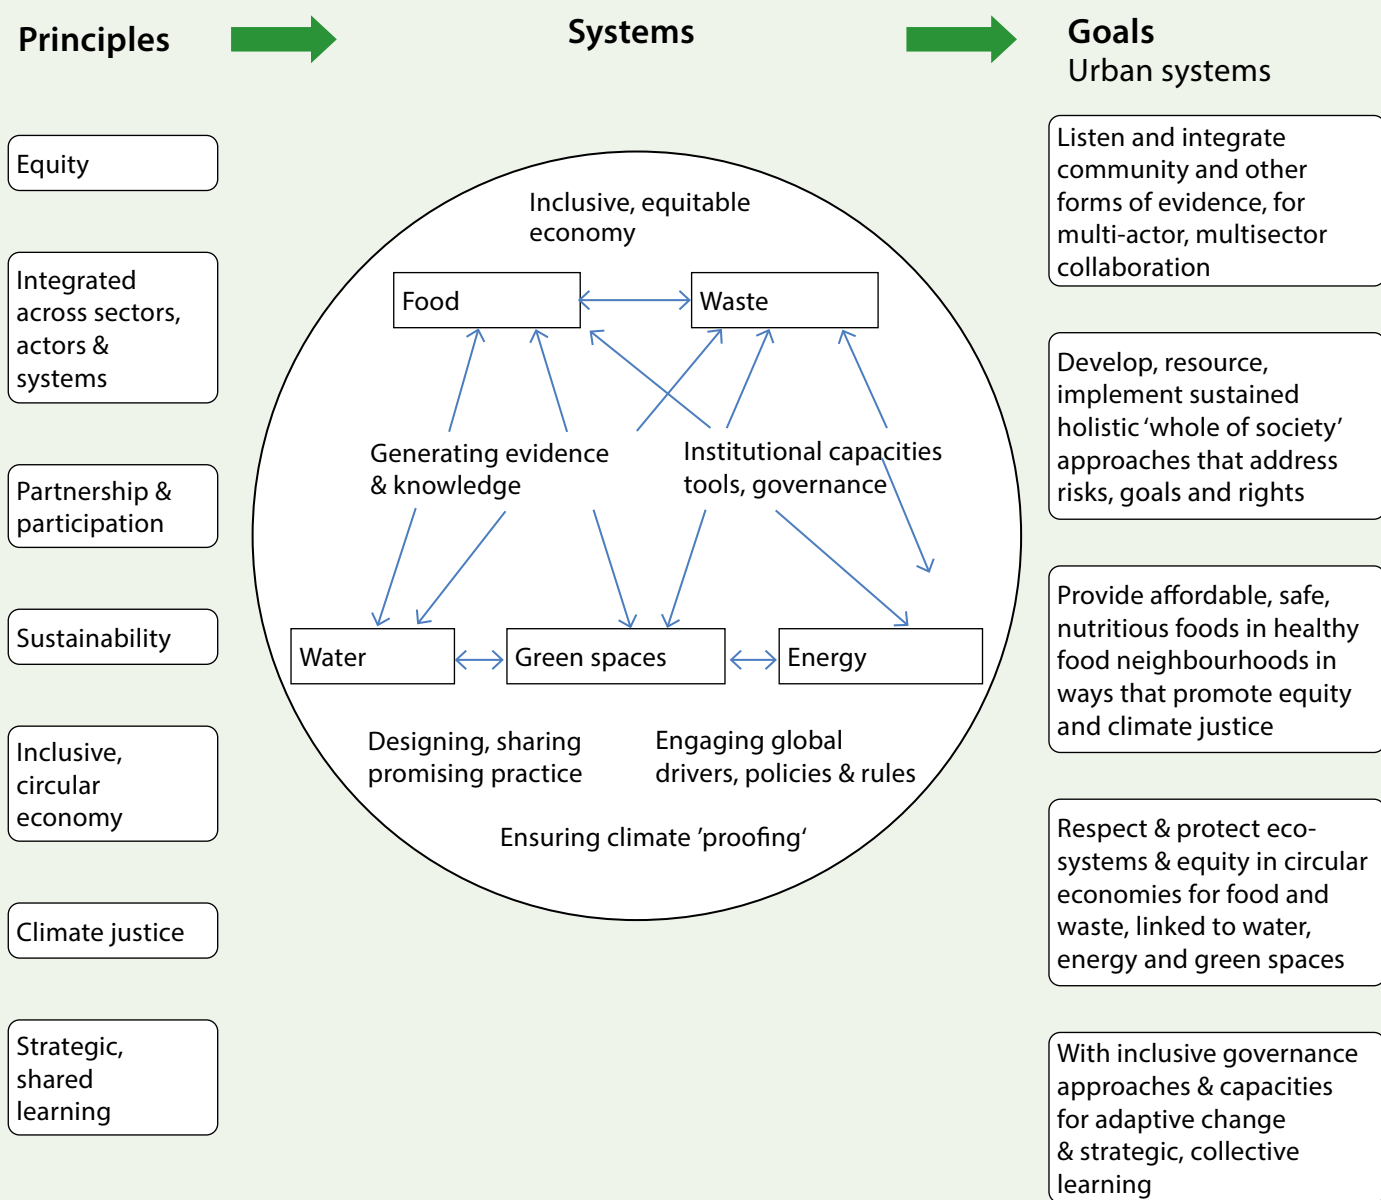 Principles
Systems
Goals
Urban systems
Equity
Integrated
across sectors,
actors &
systems
Partnership &
participation
Sustainability
Inclusive,
circular
economy
Climate justice
Strategic,
shared
learning
Inclusive, equitable
economy
Food
Waste
Generating evidence
& knowledge
Institutional capacities
tools, governance
Water
Green spaces
Energy
Designing, sharing
promising practice
Engaging global
drivers, policies & rules
Ensuring climate 'proofing‘
Listen and integrate
community and other
forms of evidence, for
multi-actor, multisector
collaboration
Develop, resource,
implement sustained
holistic ‘whole of society’
approaches that address
risks, goals and rights
Provide affordable, safe,
nutritious foods in healthy
food neighbourhoods in
ways that promote equity
and climate justice
Respect & protect eco-
systems & equity in circular
economies for food and
waste, linked to water,
energy and green spaces
With inclusive governance
approaches & capacities
for adaptive change
& strategic, collective
learning